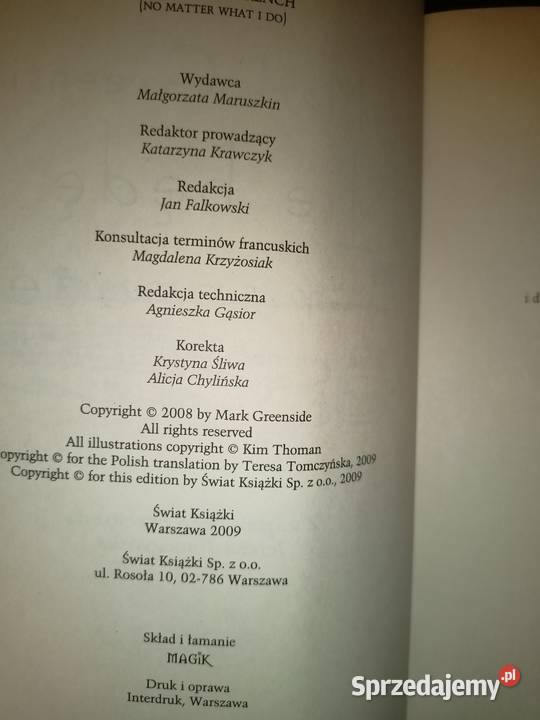 (NO MATTER WHAT I DO)
Wydawca
Małgorzata Maruszkin
Redaktor prowadzący
Katarzyna Krawczyk
Redakcja
Jan Falkowski
Konsultacja terminów francuskich
Magdalena Krzyżosiak
Redakcja techniczna
Agnieszka Gąsior
Korekta
Krystyna Śliwa
Alicja Chylińska
Copyright © 2008 by Mark Greenside
All rights reserved
All illustrations copyright © Kim Thoman
opyright © for the Polish translation by Teresa Tomczyńska, 2009
Copyright © for this edition by Świat Książki Sp. z o.o., 2009
Świat Książki
Warszawa 2009
Świat Książki Sp. z o.o.
ul. Rosoła 10, 02-786 Warszawa
Skład i łamanie
MAGIK
Druk i oprawa
Interdruk, Warszawa
i d
Sprzedajemy.pl